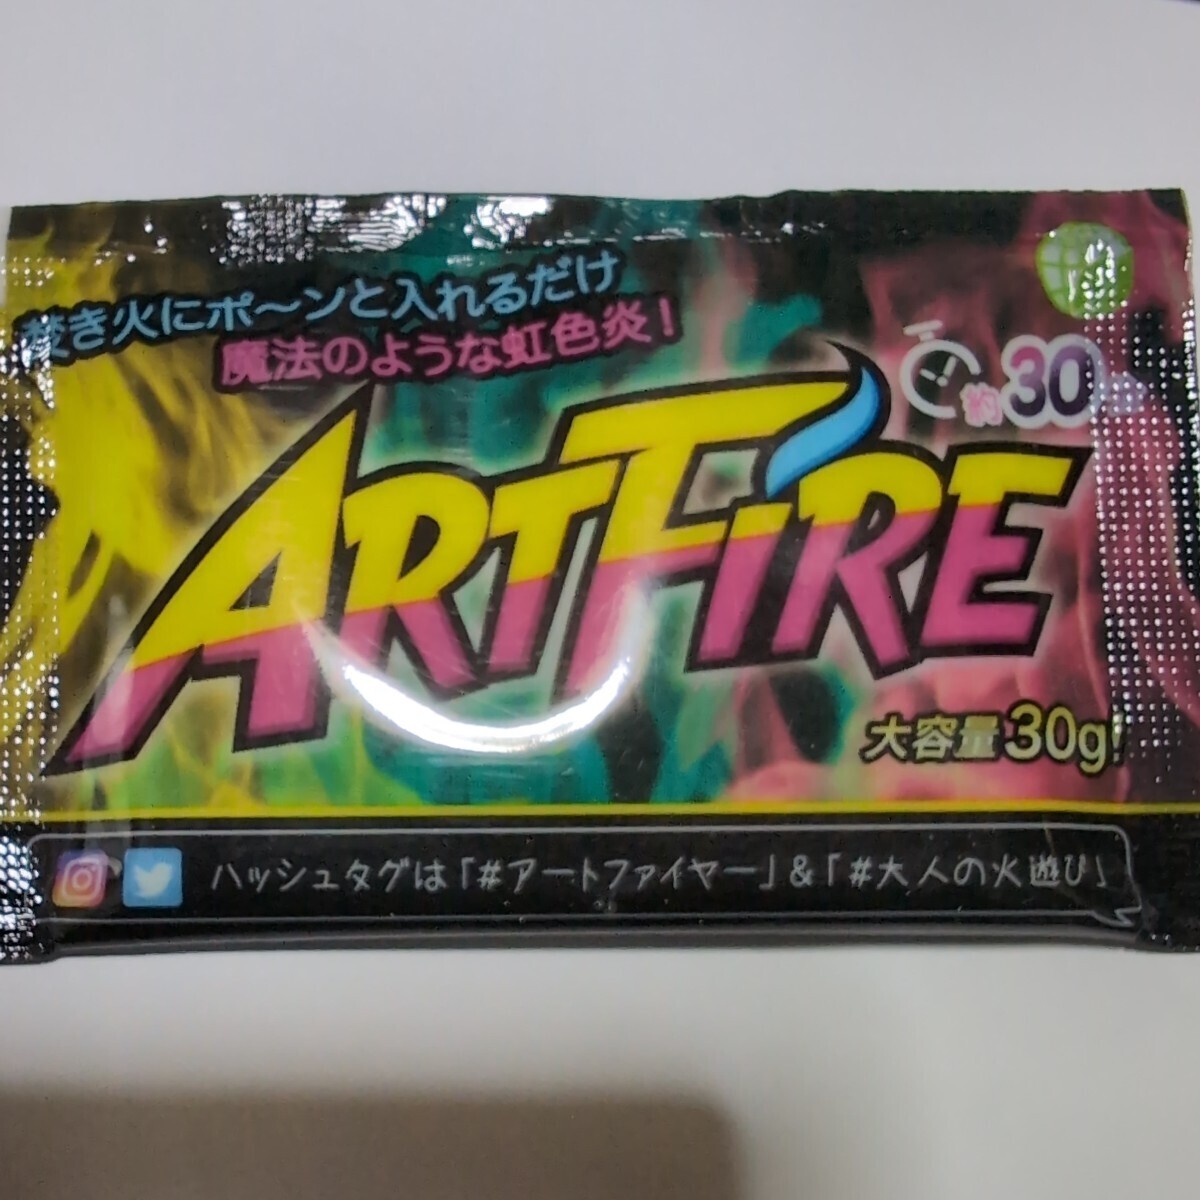 焚き火にポ〜ンと入れるだけ
魔法のような虹色炎！
約30
ARTFIRE
大容量30g!
ハッシュタグは「#アートファイヤー」&「#大人の火遊び」